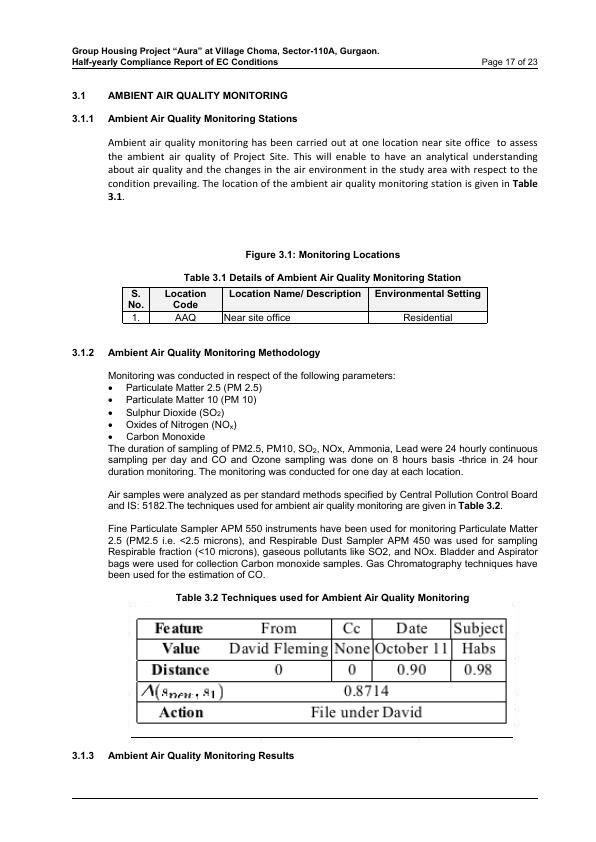 Group Housing Project “Aura” at Village Choma, Sector-110A, Gurgaon.
Half-yearly Compliance Report of EC Conditions Page 17 of 23
3.1 AMBIENT AIR QUALITY MONITORING
3.1.1 Ambient Air Quality Monitoring Stations
Ambient air quality monitoring has been carried out at one location near site office to assess
the ambient air quality of Project Site. This will enable to have an analytical understanding
about air quality and the changes in the air environment in the study area with respect to the
condition prevailing. The location of the ambient air quality monitoring station is given in Table
3.1.
Figure 3.1: Monitoring Locations
Table 3.1 Details of Ambient Air Quality Monitoring Station
S. No. Location Code Location Name/ Description Environmental Setting
1. AAQ Near site office Residential
3.1.2 Ambient Air Quality Monitoring Methodology
Monitoring was conducted in respect of the following parameters:
• Particulate Matter 2.5 (PM 2.5)
• Particulate Matter 10 (PM 10)
• Sulphur Dioxide (SO2)
• Oxides of Nitrogen (NOx)
• Carbon Monoxide
The duration of sampling of PM2.5, PM10, SO2, NOx, Ammonia, Lead were 24 hourly continuous
sampling per day and CO and Ozone sampling was done on 8 hours basis -thrice in 24 hour
duration monitoring. The monitoring was conducted for one day at each location.
Air samples were analyzed as per standard methods specified by Central Pollution Control Board
and IS: 5182.The techniques used for ambient air quality monitoring are given in Table 3.2.
Fine Particulate Sampler APM 550 instruments have been used for monitoring Particulate Matter
2.5 (PM2.5 i.e. <2.5 microns), and Respirable Dust Sampler APM 450 was used for sampling
Respirable fraction (<10 microns), gaseous pollutants like SO2, and NOx. Bladder and Aspirator
bags were used for collection Carbon monoxide samples. Gas Chromatography techniques have
been used for the estimation of CO.
Table 3.2 Techniques used for Ambient Air Quality Monitoring
Feature From Cc Date Subject
Value David Fleming None October 11 Habs
Distance 0 0 0.90 0.98
Λ(snew, s1) 0.8714
Action File under David
3.1.3 Ambient Air Quality Monitoring Results